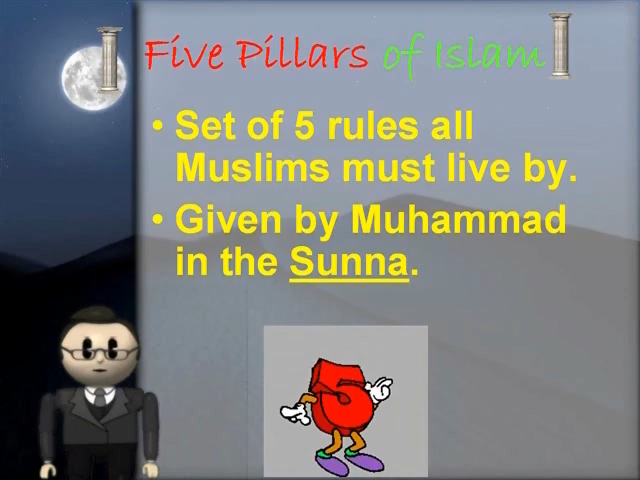 Five Pillars of Islam
• Set of 5 rules all
Muslims must live by.
• Given by Muhammad
in the Sunna.
5